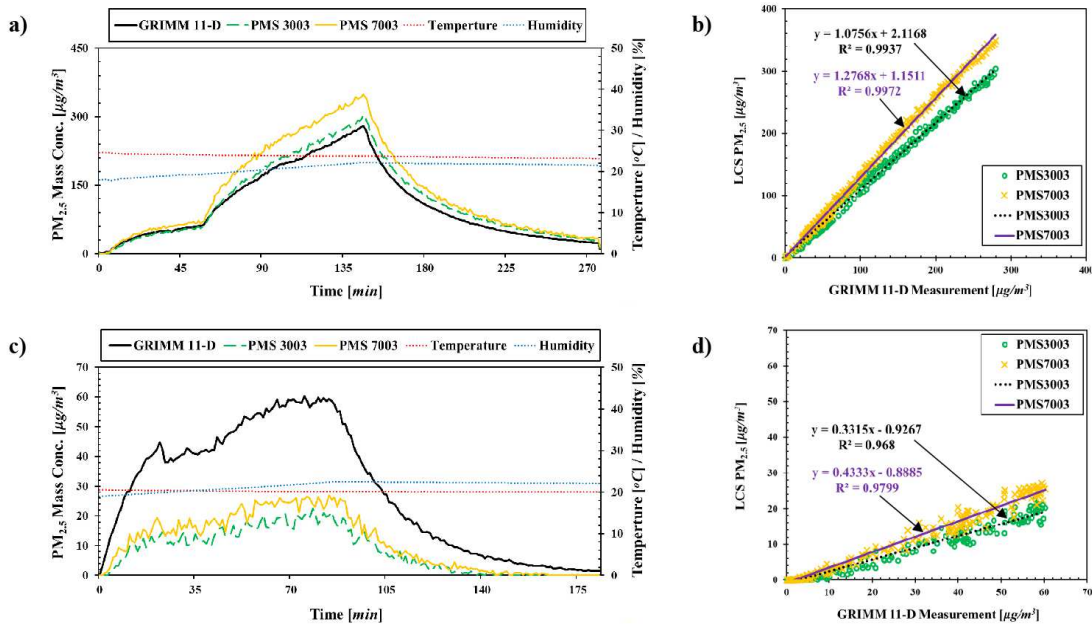 a)
GRIMM 11-D PMS 3003 PMS 7003 Temperture Humidity
PM2.5 Mass Conc. [µg/m³]
450
360
270
180
90
0
50
40
30
20
10
0
Temperture [°C] / Humidity [%]
0 45 90 135 180 225 270
Time [min]
b)
y = 1.0756x + 2.1168
R² = 0.9937
y = 1.2768x + 1.1511
R² = 0.9972
LCS PM2.5 [µg/m³]
400
300
200
100
0
PMS3003
PMS7003
PMS3003
PMS7003
0 100 200 300 400
GRIMM 11-D Measurement [µg/m³]
c)
GRIMM 11-D PMS 3003 PMS 7003 Temperature Humidity
PM2.5 Mass Conc. [µg/m³]
70
60
50
40
30
20
10
0
50
40
30
20
10
0
Temperture [°C] / Humidity [%]
0 35 70 105 140 175
Time [min]
d)
LCS PM2.5 [µg/m³]
70
60
50
40
30
20
10
0
PMS3003
PMS7003
PMS3003
PMS7003
y = 0.3315x - 0.9267
R² = 0.968
y = 0.4333x - 0.8885
R² = 0.9799
0 10 20 30 40 50 60 70
GRIMM 11-D Measurement [µg/m³]